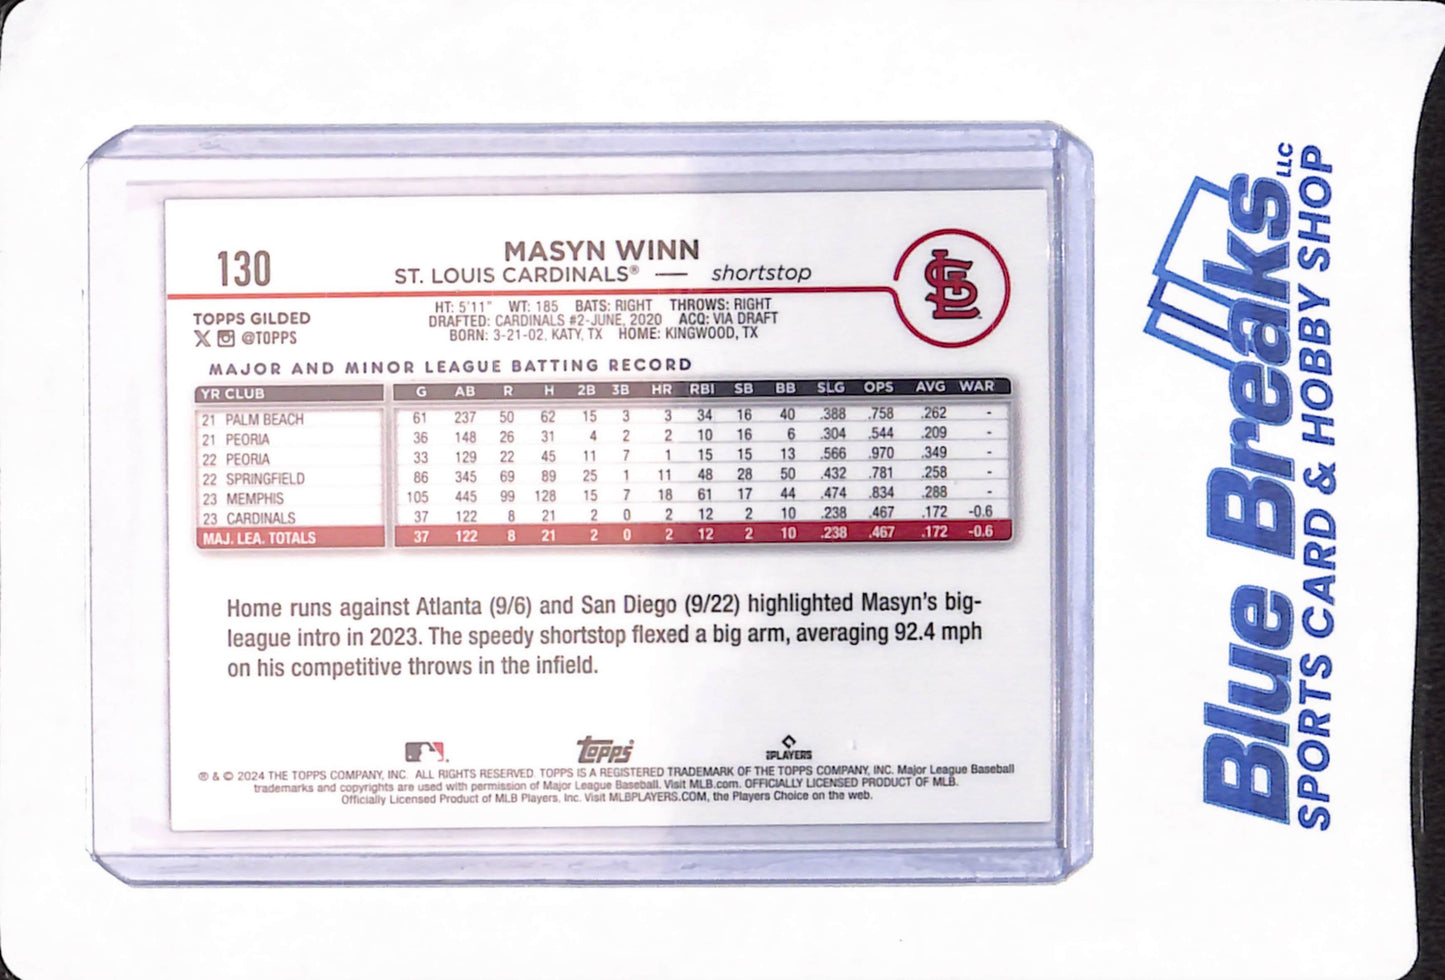 130
MASYN WINN
ST. LOUIS CARDINALS® — shortstop
TOPPS GILDED
@TOPPS
HT: 5'11" WT: 185 BATS: RIGHT THROWS: RIGHT
DRAFTED: CARDINALS #2-JUNE, 2020 ACQ: VIA DRAFT
BORN: 3-21-02, KATY, TX HOME: KINGWOOD, TX
MAJOR AND MINOR LEAGUE BATTING RECORD
YR CLUB G AB R H 2B 3B HR RBI SB BB SLG OPS AVG WAR
21 PALM BEACH 61 237 50 62 15 3 3 34 16 40 .388 .758 .262 -
21 PEORIA 36 148 26 31 4 2 2 10 16 6 .304 .544 .209 -
22 PEORIA 33 129 22 45 11 7 1 15 15 13 .566 .970 .349 -
22 SPRINGFIELD 86 345 69 89 25 1 11 48 28 50 .432 .781 .258 -
23 MEMPHIS 105 445 99 128 15 7 18 61 17 44 .474 .834 .288 -
23 CARDINALS 37 122 8 21 2 0 2 12 2 10 .238 .467 .172 -0.6
MAJ. LEA. TOTALS 37 122 8 21 2 0 2 12 2 10 .238 .467 .172 -0.6
Home runs against Atlanta (9/6) and San Diego (9/22) highlighted Masyn's big-
league intro in 2023. The speedy shortstop flexed a big arm, averaging 92.4 mph
on his competitive throws in the infield.
Topps
PLAYERS
® & © 2024 THE TOPPS COMPANY, INC. ALL RIGHTS RESERVED. TOPPS IS A REGISTERED TRADEMARK OF THE TOPPS COMPANY, INC. Major League Baseball
trademarks and copyrights are used with permission of Major League Baseball. Visit MLB.com. OFFICIALLY LICENSED PRODUCT OF MLB.
Officially Licensed Product of MLB Players, Inc. Visit MLBPLAYERS.COM, the Players Choice on the web.
Blue Breaks LLC
SPORTS CARD & HOBBY SHOP